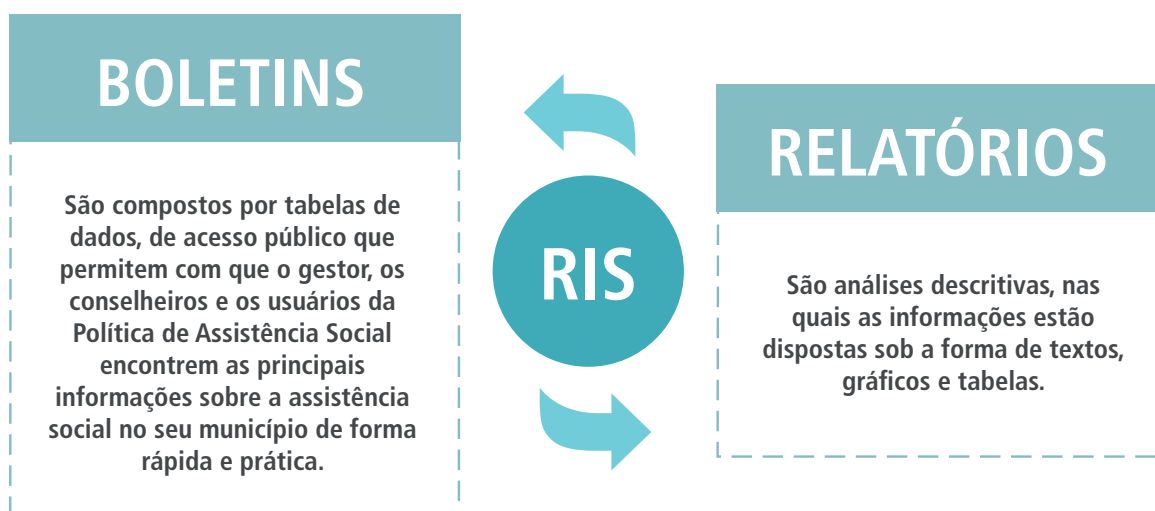 BOLETINS
São compostos por tabelas de
dados, de acesso público que
permitem com que o gestor, os
conselheiros e os usuários da
Política de Assistência Social
encontrem as principais
informações sobre a assistência
social no seu município de forma
rápida e prática.
RIS
RELATÓRIOS
São análises descritivas, nas
quais as informações estão
dispostas sob a forma de textos,
gráficos e tabelas.